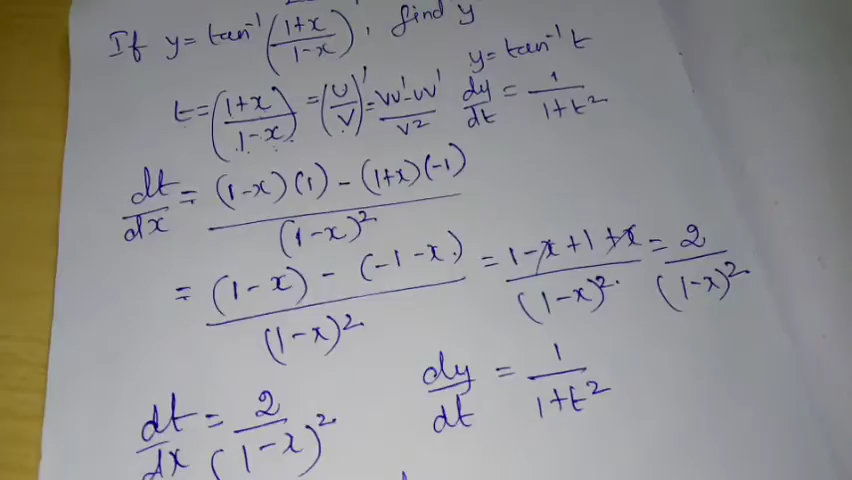 If y = tan⁻¹ (1+x / 1-x), find y
t = (1+x / 1-x) = (u/v)' = vu'-uv' / v²
y = tan⁻¹ t
dy/dt = 1 / 1+t²
dt/dx = (1-x)(1) - (1+x)(-1) / (1-x)²
= (1-x) - (-1-x) / (1-x)² = 1-x+1+x / (1-x)² = 2 / (1-x)²
dt/dx = 2 / (1-x)²
dy/dt = 1 / 1+t²